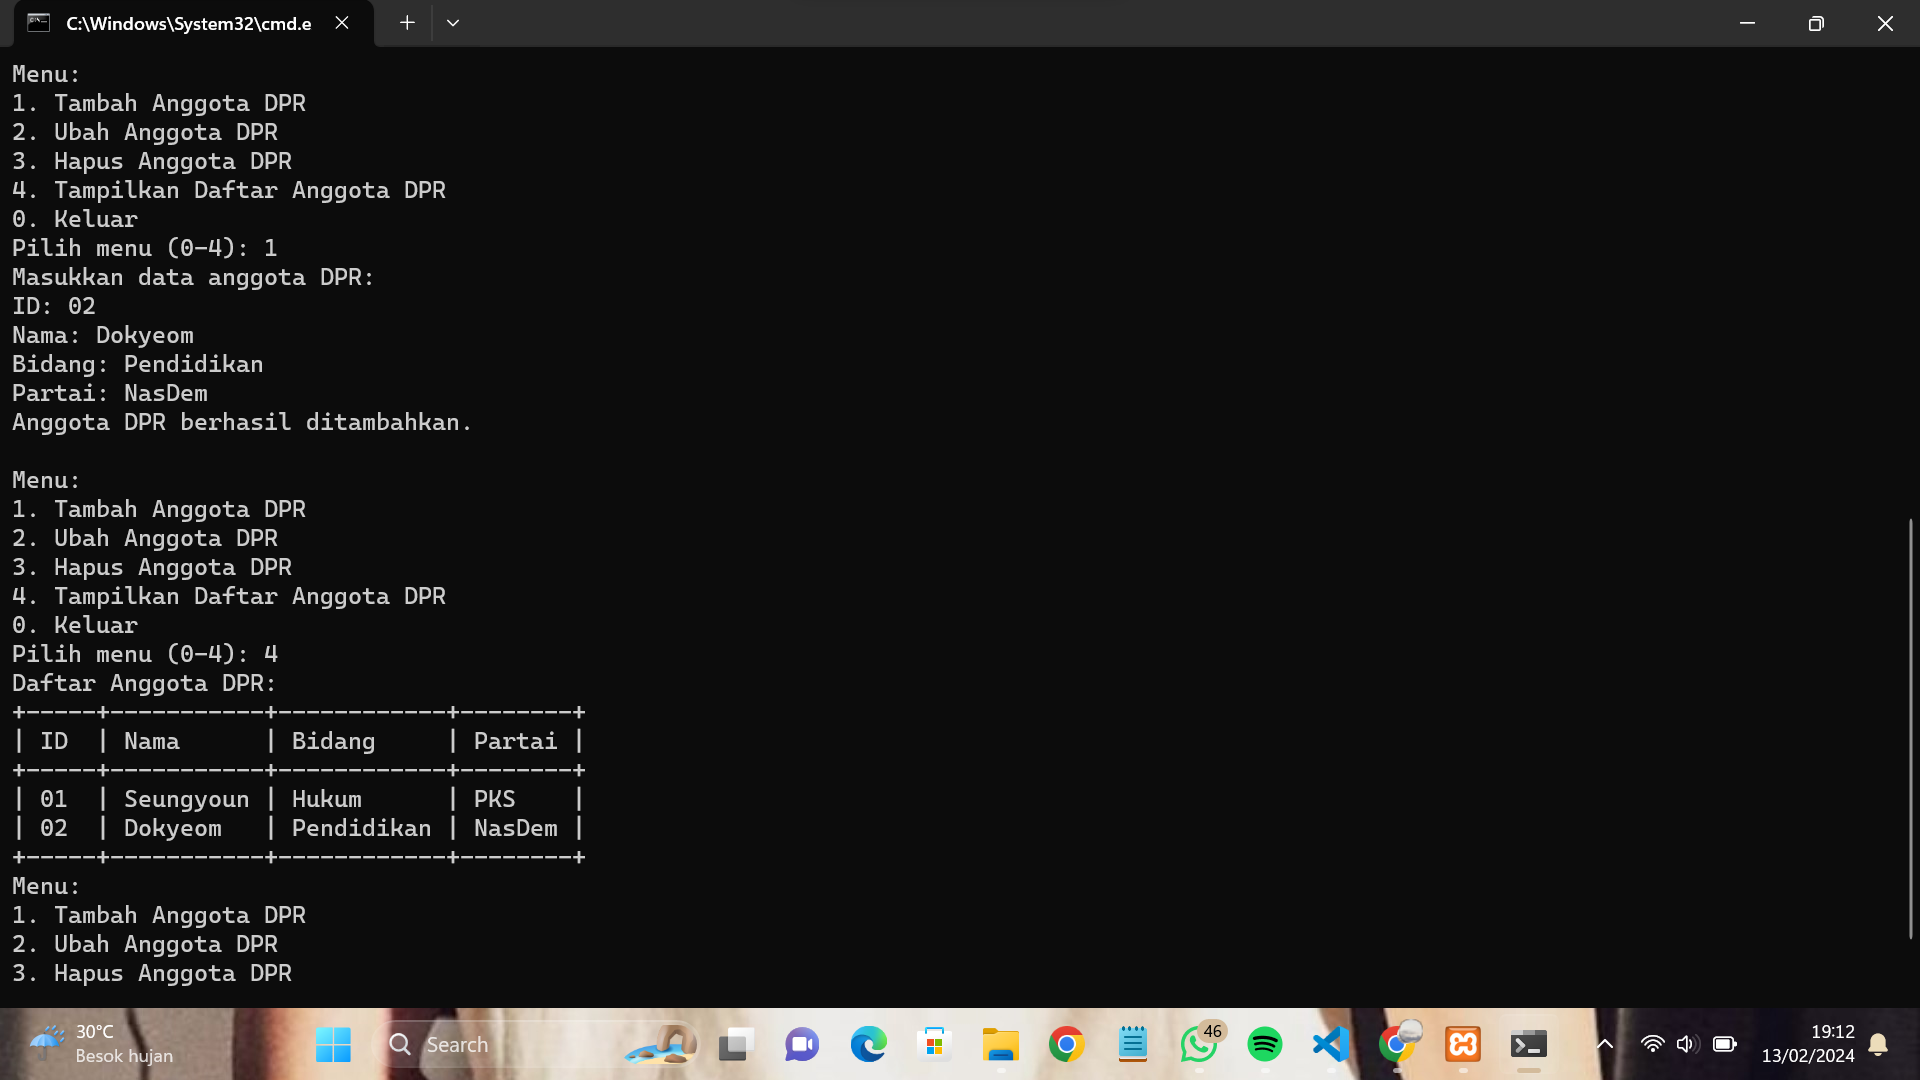 C:\Windows\System32\cmd.e
Menu:
1. Tambah Anggota DPR
2. Ubah Anggota DPR
3. Hapus Anggota DPR
4. Tampilkan Daftar Anggota DPR
0. Keluar
Pilih menu (0-4): 1
Masukkan data anggota DPR:
ID: 02
Nama: Dokyeom
Bidang: Pendidikan
Partai: NasDem
Anggota DPR berhasil ditambahkan.
Menu:
1. Tambah Anggota DPR
2. Ubah Anggota DPR
3. Hapus Anggota DPR
4. Tampilkan Daftar Anggota DPR
0. Keluar
Pilih menu (0-4): 4
Daftar Anggota DPR:
+-----+-----------+------------+--------+
| ID  | Nama      | Bidang     | Partai |
+-----+-----------+------------+--------+
| 01  | Seungyoun | Hukum      | PKS    |
| 02  | Dokyeom   | Pendidikan | NasDem |
+-----+-----------+------------+--------+
Menu:
1. Tambah Anggota DPR
2. Ubah Anggota DPR
3. Hapus Anggota DPR
30°C
Besok hujan
Search
46
19:12
13/02/2024